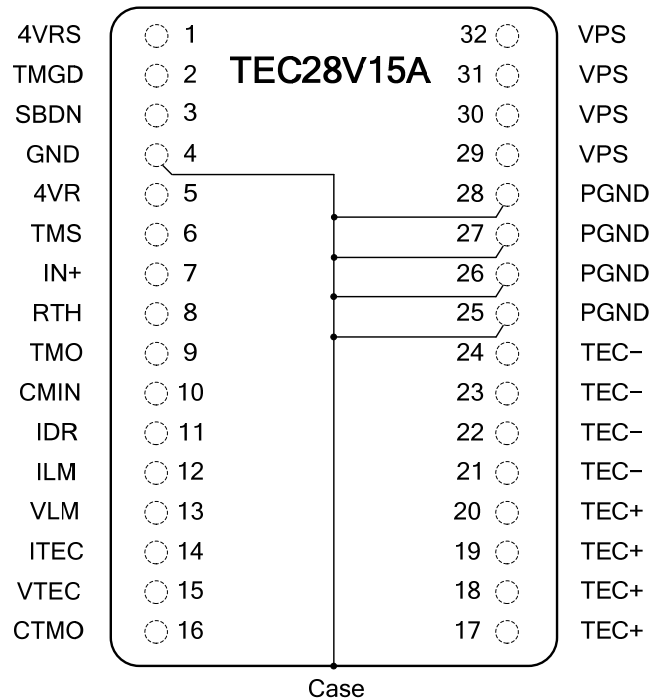 4VRS 1 TEC28V15A 32 VPS
TMGD 2 31 VPS
SBDN 3 30 VPS
GND 4 29 VPS
4VR 5 28 PGND
TMS 6 27 PGND
IN+ 7 26 PGND
RTH 8 25 PGND
TMO 9 24 TEC−
CMIN 10 23 TEC−
IDR 11 22 TEC−
ILM 12 21 TEC−
VLM 13 20 TEC+
ITEC 14 19 TEC+
VTEC 15 18 TEC+
CTMO 16 17 TEC+
Case